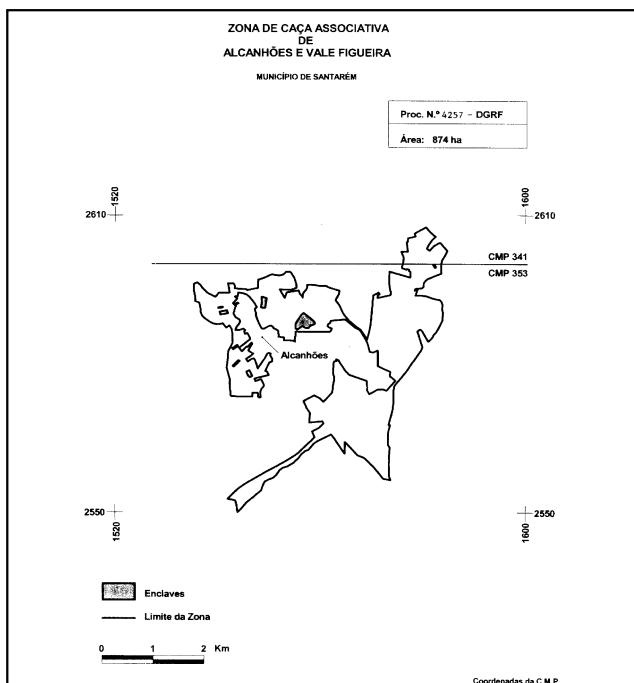 ZONA DE CAÇA ASSOCIATIVA
DE
ALCANHÕES E VALE FIGUEIRA
MUNICÍPIO DE SANTARÉM
Proc. N.º 4257 - DGRF
Área: 874 ha
1520
1600
2610
2610
CMP 341
CMP 353
Alcanhões
2550
2550
1520
1600
Enclaves
Limite da Zona
0 1 2 Km
Coordenadas da C.M.P.